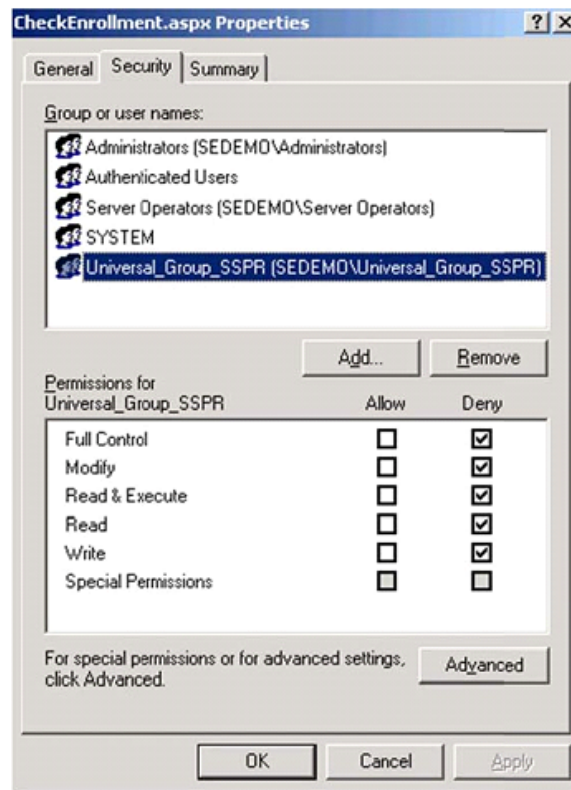 CheckEnrollment.aspx Properties
General Security Summary
Group or user names:
Administrators (SEDEMO\Administrators)
Authenticated Users
Server Operators (SEDEMO\Server Operators)
SYSTEM
Universal_Group_SSPR (SEDEMO\Universal_Group_SSPR)
Add... Remove
Permissions for
Universal_Group_SSPR Allow Deny
Full Control
Modify
Read & Execute
Read
Write
Special Permissions
For special permissions or for advanced settings,
click Advanced.
Advanced
OK Cancel Apply